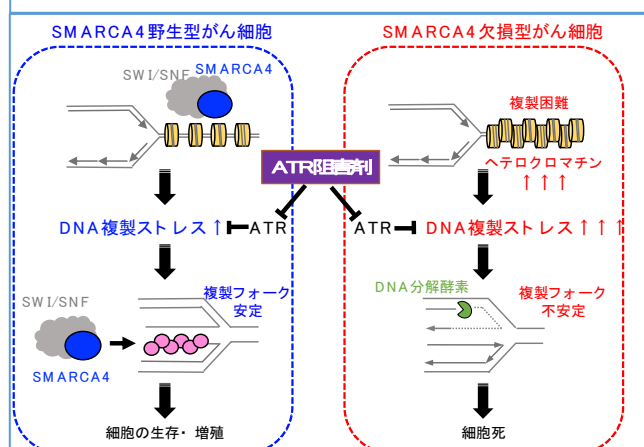 SMARCA4野生型がん細胞
SWI/SNF
SMARCA4
ATR阻害剤
DNA複製ストレス↑
ATR
SWI/SNF
SMARCA4
複製フォーク
安定
細胞の生存・増殖
SMARCA4欠損型がん細胞
複製困難
ヘテロクロマチン
↑↑↑
ATR
DNA複製ストレス↑↑↑
DNA分解酵素
複製フォーク
不安定
細胞死